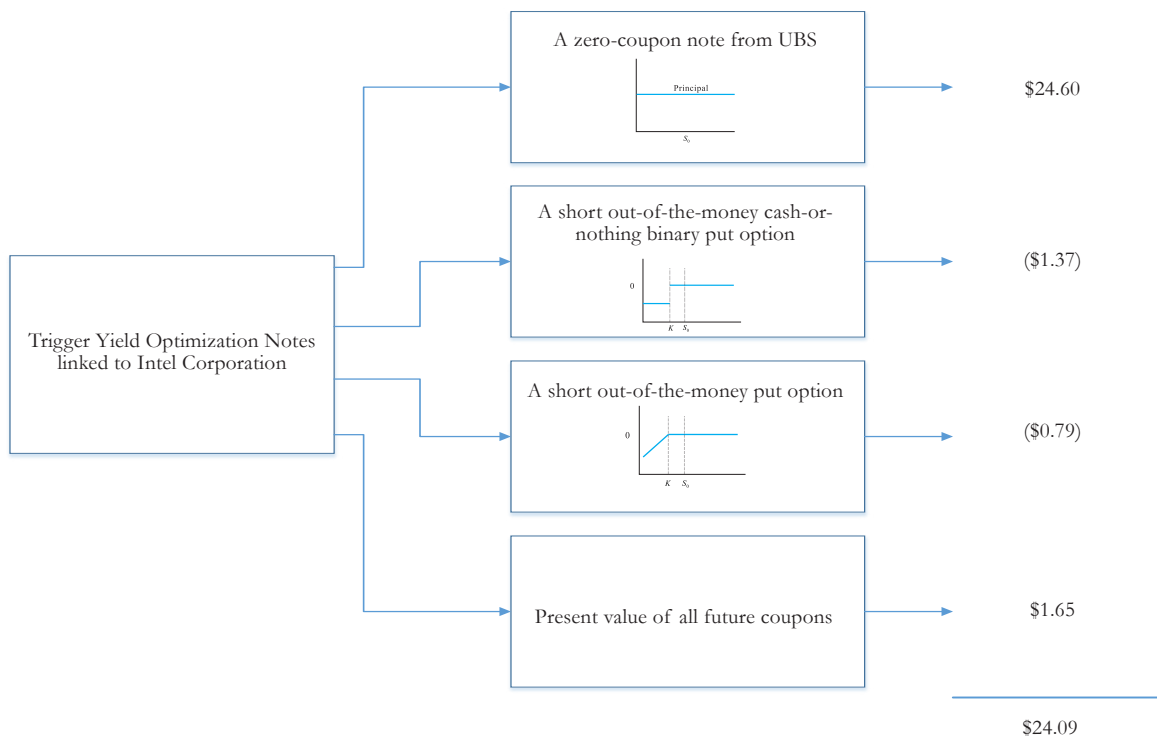 A zero-coupon note from UBS
Principal
S₀
$24.60
A short out-of-the-money cash-or-
nothing binary put option
0
K S₀
($1.37)
Trigger Yield Optimization Notes
linked to Intel Corporation
A short out-of-the-money put option
0
K S₀
($0.79)
Present value of all future coupons
$1.65
$24.09